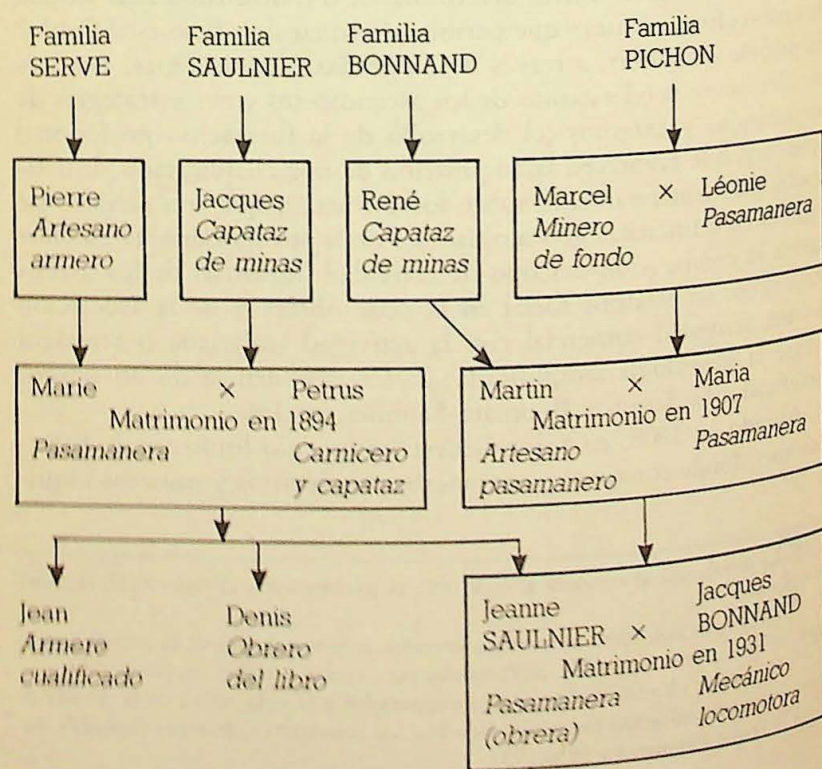 Familia
SERVE
Familia
SAULNIER
Familia
BONNAND
Familia
PICHON
Pierre
Artesano
armero
Jacques
Capataz
de minas
René
Capataz
de minas
Marcel × Léonie
Minero Pasamanera
de fondo
Marie × Petrus
Matrimonio en 1894
Pasamanera Carnicero
y capataz
Martin × Maria
Matrimonio en 1907
Artesano Pasamanera
pasamanero
Jean
Armero
cualificado
Denis
Obrero
del libro
Jeanne Jacques
SAULNIER × BONNAND
Matrimonio en 1931
Pasamanera Mecánico
(obrera) locomotora